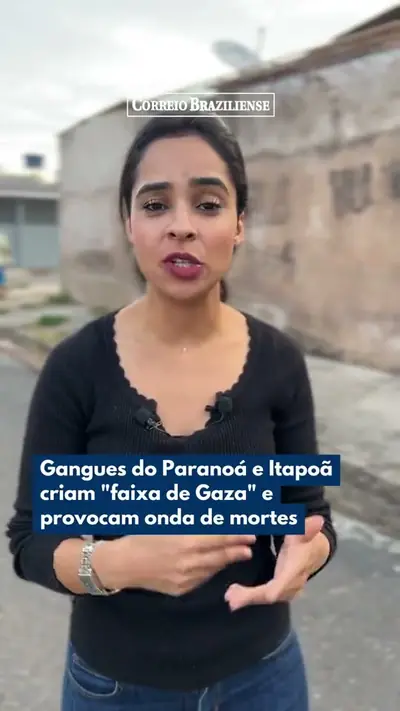 CORREIO BRAZILIENSE
Gangues do Paranoá e Itapoã
criam "faixa de Gaza" e
provocam onda de mortes